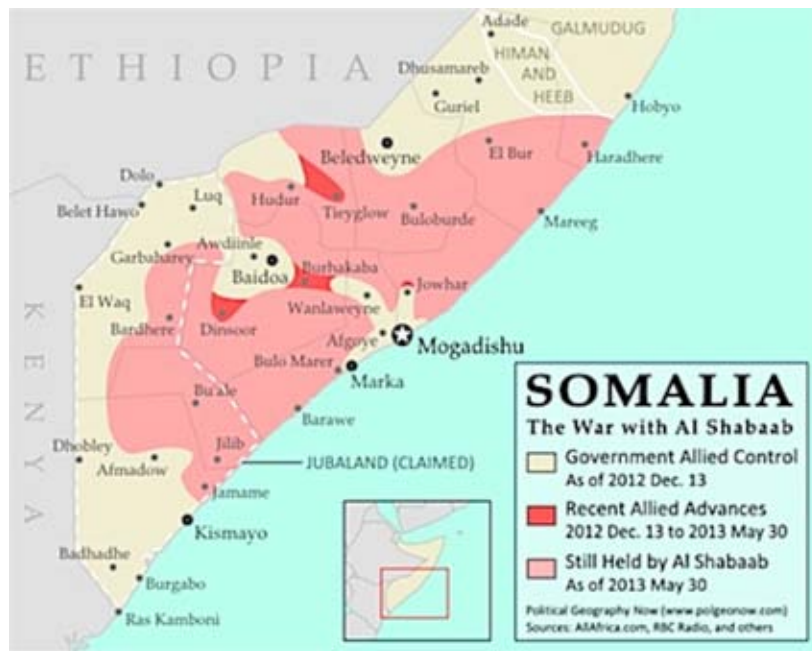 Adade
GALMUDUG
ETHIOPIA
HIMAN
AND
HEEB
Dhusamareb
Guriel
Hobyo
Beledweyne
El Bur
Haradhere
Dolo
Luq
Hudur
Tieyglow
Buloburde
Mareeg
Belet Hawo
Garbaharey
Awdiinle
Baidoa
Burhakaba
Jowhar
El Waq
Wanlaweyne
Bardhere
Dinsoor
Afgoye
Mogadishu
KENYA
Bulo Marer
Marka
Bu'ale
Barawe
Dhobley
Afmadow
Jilib
JUBALAND (CLAIMED)
Jamame
Kismayo
Badhadhe
Burgabo
Ras Kamboni
SOMALIA
The War with Al Shabaab
Government Allied Control
As of 2012 Dec. 13
Recent Allied Advances
2012 Dec. 13 to 2013 May 30
Still Held by Al Shabaab
As of 2013 May 30
Political Geography Now (www.polgeonow.com)
Sources: AllAfrica.com, RBC Radio, and others